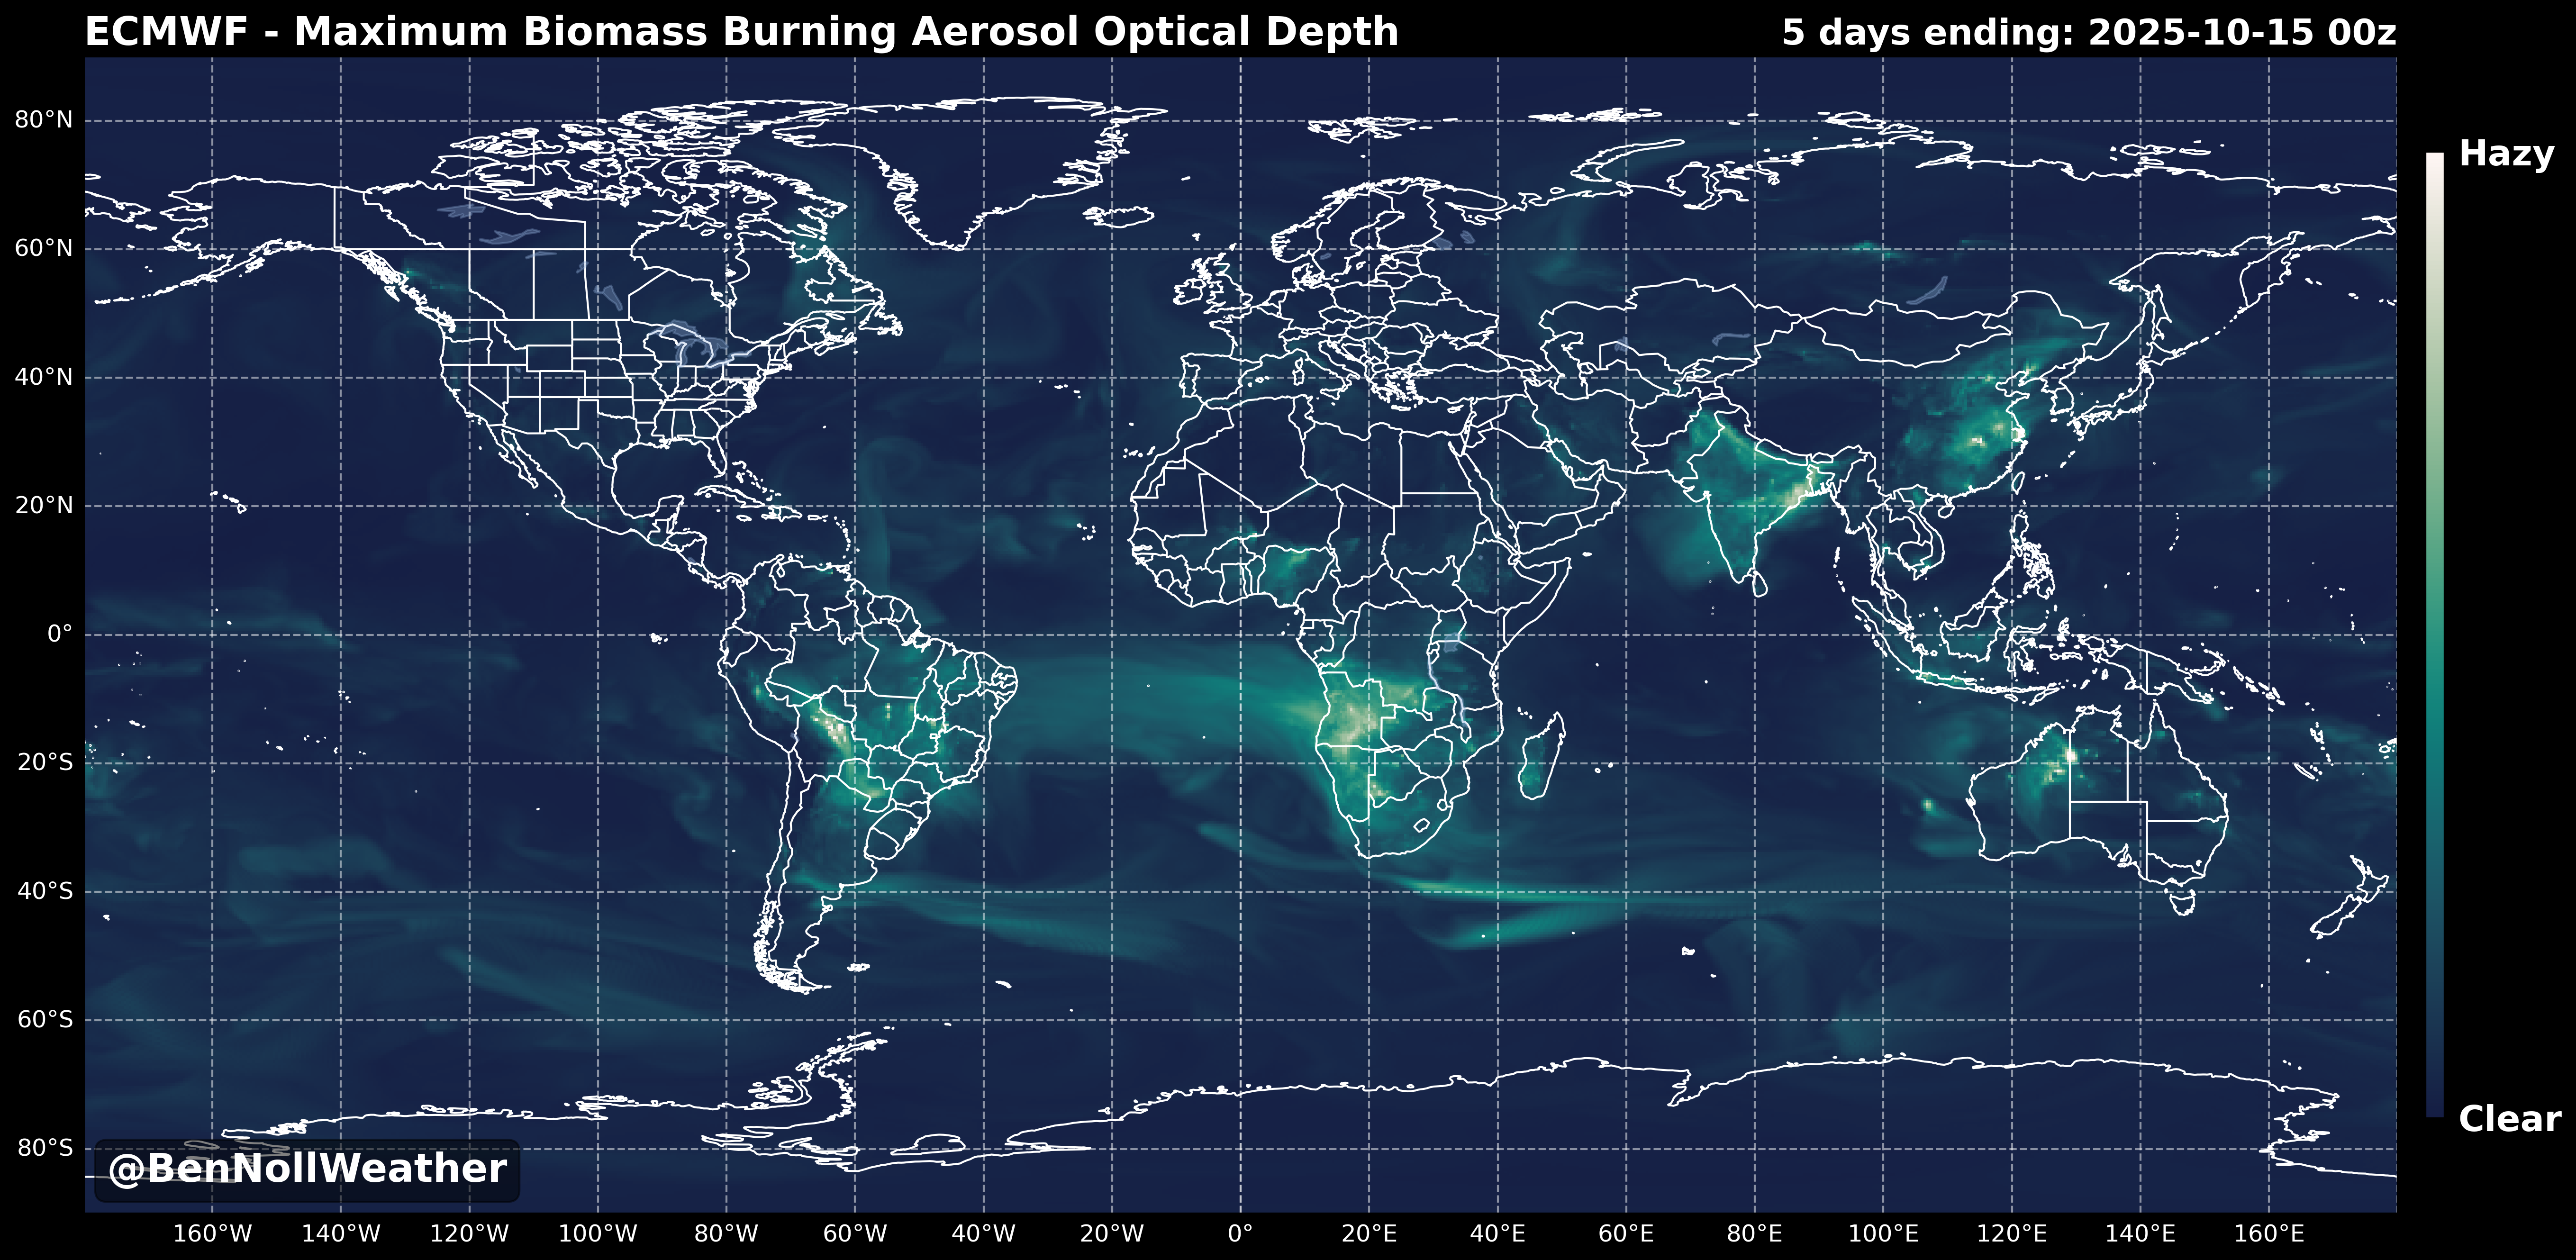 ECMWF - Maximum Biomass Burning Aerosol Optical Depth
5 days ending: 2025-10-15 00z
Hazy
Clear
80°N
60°N
40°N
20°N
0°
20°S
40°S
60°S
80°S
@BenNollWeather
160°W 140°W 120°W 100°W 80°W 60°W 40°W 20°W 0° 20°E 40°E 60°E 80°E 100°E 120°E 140°E 160°E